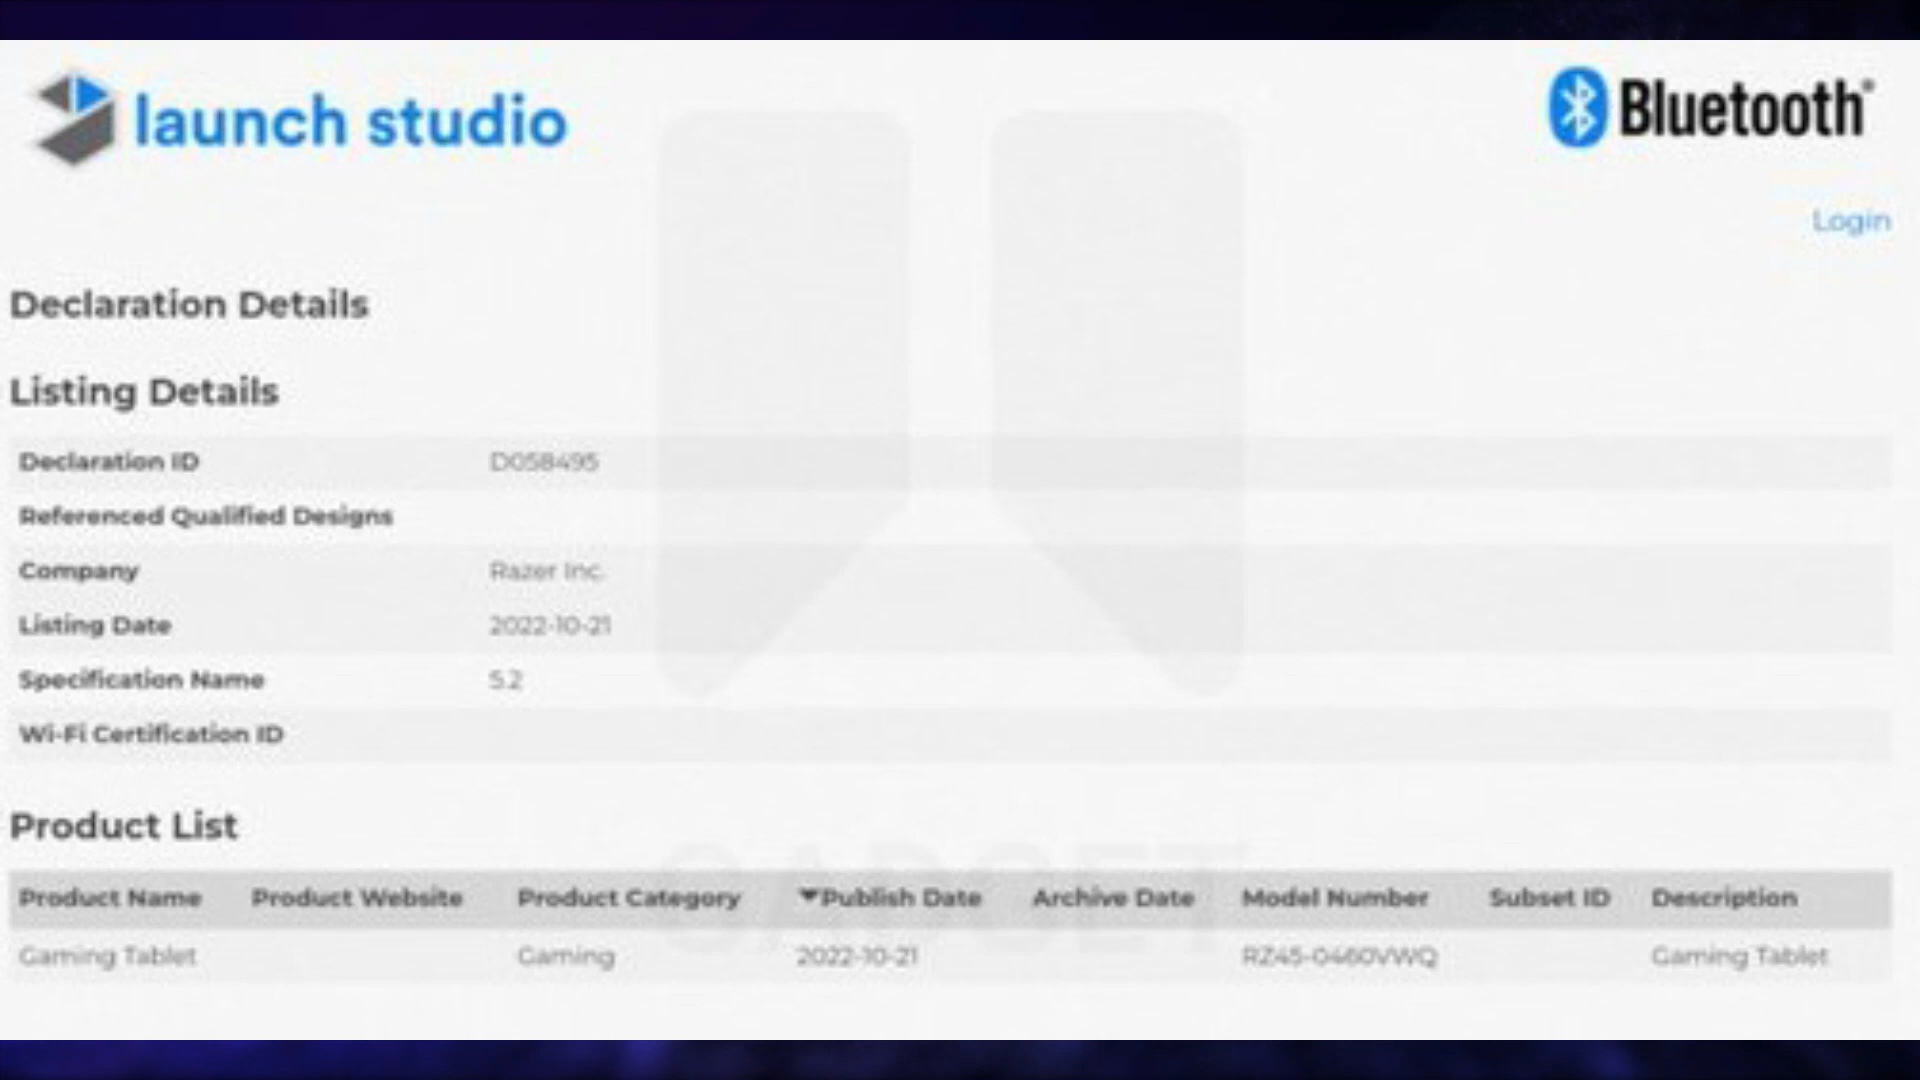 launch studio
Bluetooth®
Login
Declaration Details
Listing Details
Declaration ID D058495
Referenced Qualified Designs
Company Razer Inc.
Listing Date 2022-10-21
Specification Name 5.2
Wi-Fi Certification ID
Product List
Product Name Product Website Product Category Publish Date Archive Date Model Number Subset ID Description
Gaming Tablet Gaming 2022-10-21 RZ45-0460VWQ Gaming Tablet
GADGET